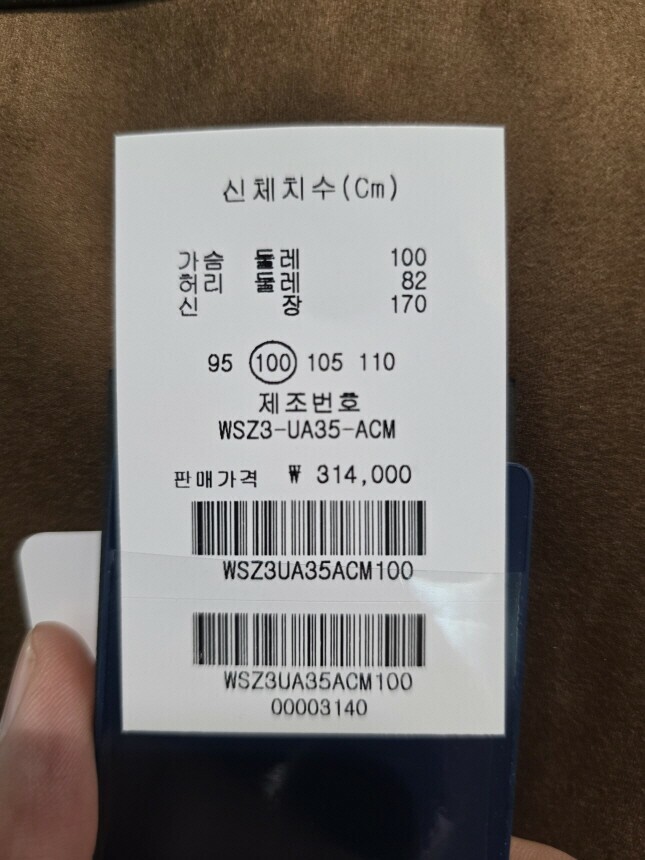 신체치수(Cm)
가슴 둘레 100
허리 둘레 82
신 장 170
95 100 105 110
제조번호
WSZ3-UA35-ACM
판매가격 ₩ 314,000
WSZ3UA35ACM100
WSZ3UA35ACM100
00003140